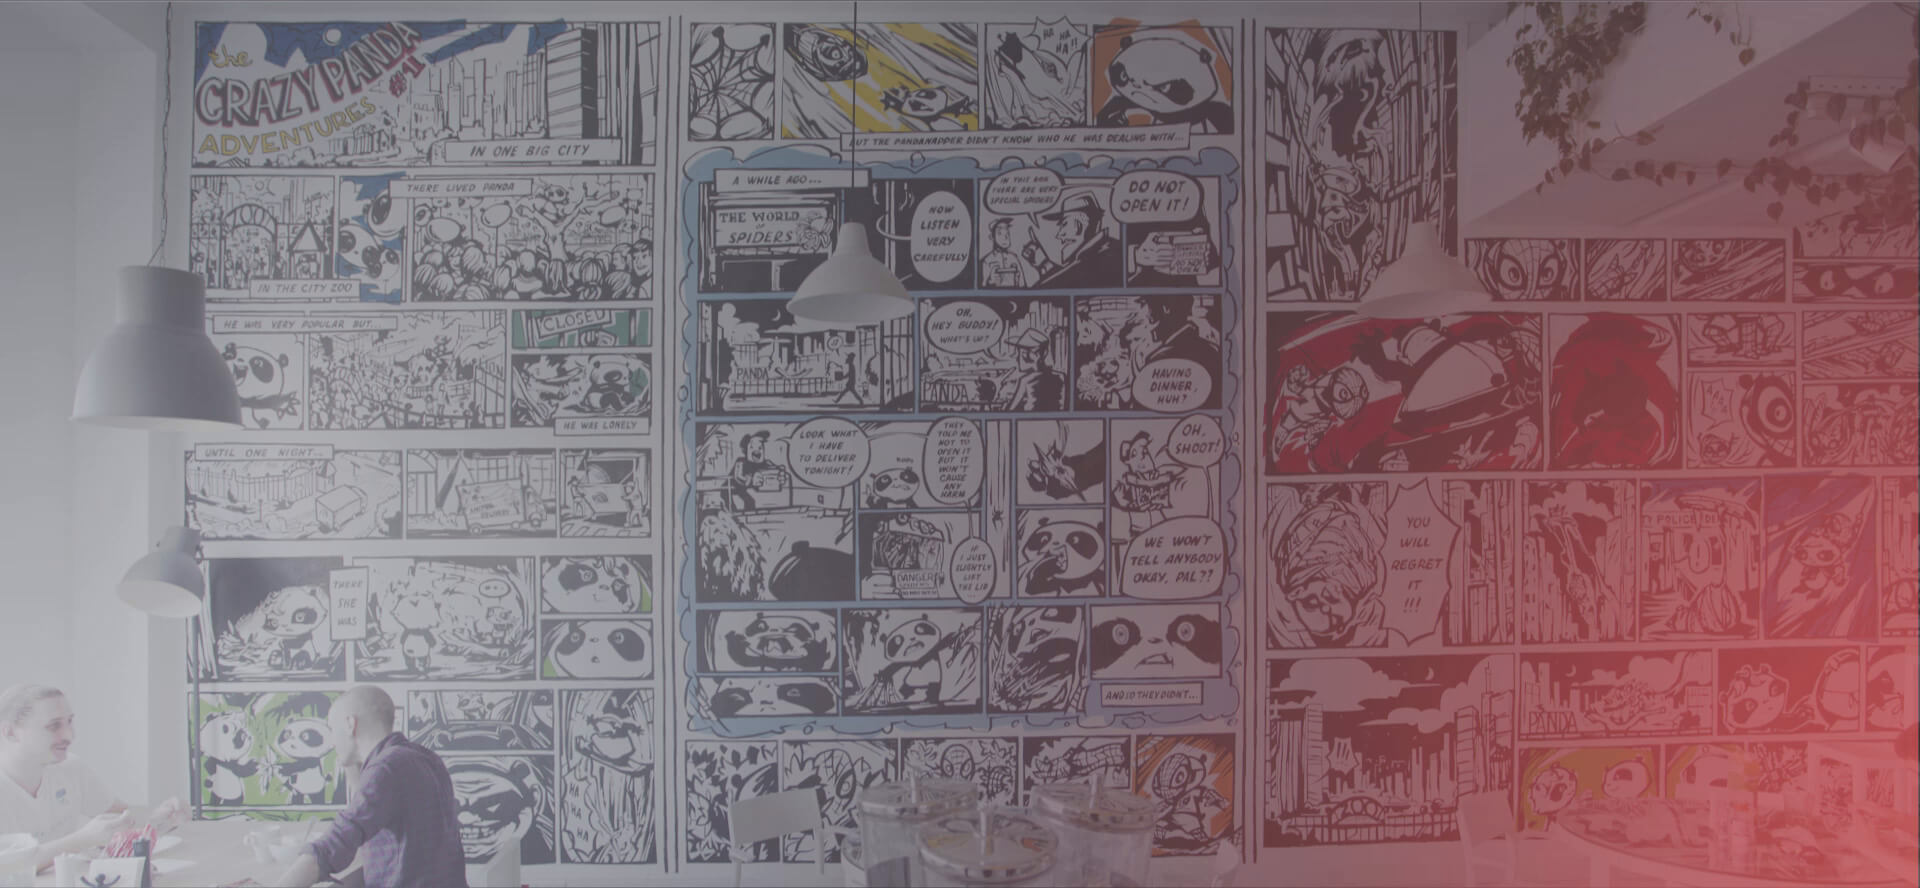 the
CRAZY PANDA
#1
ADVENTURES
IN ONE BIG CITY
THERE LIVED PANDA
IN THE CITY ZOO
HE WAS VERY POPULAR BUT...
CLOSED
HE WAS LONELY
UNTIL ONE NIGHT...
THERE
SHE
WAS
HA
HA
HA
HA
HA
HA!!
BUT THE PANDANAPPER DIDN'T KNOW WHO HE WAS DEALING WITH...
A WHILE AGO...
THE WORLD
OF
SPIDERS
NOW
LISTEN
VERY
CAREFULLY
IN THIS BOX
THERE ARE VERY
SPECIAL SPIDERS
DO NOT
OPEN IT!
PANDA
OH,
HEY BUDDY!
WHAT'S UP?
PANDA
HAVING
DINNER,
HUH?
LOOK WHAT
I HAVE
TO DELIVER
TONIGHT!
THEY
TOLD ME
NOT TO
OPEN IT
BUT IT
WON'T
CAUSE
ANY
HARM
OH,
SHOOT!
DANGER
IF
I JUST
SLIGHTLY
LIFT
THE LID
...
WE WON'T
TELL ANYBODY
OKAY, PAL??
AND SO THEY DIDN'T...
YOU
WILL
REGRET
IT
!!!
POLICE
PANDA